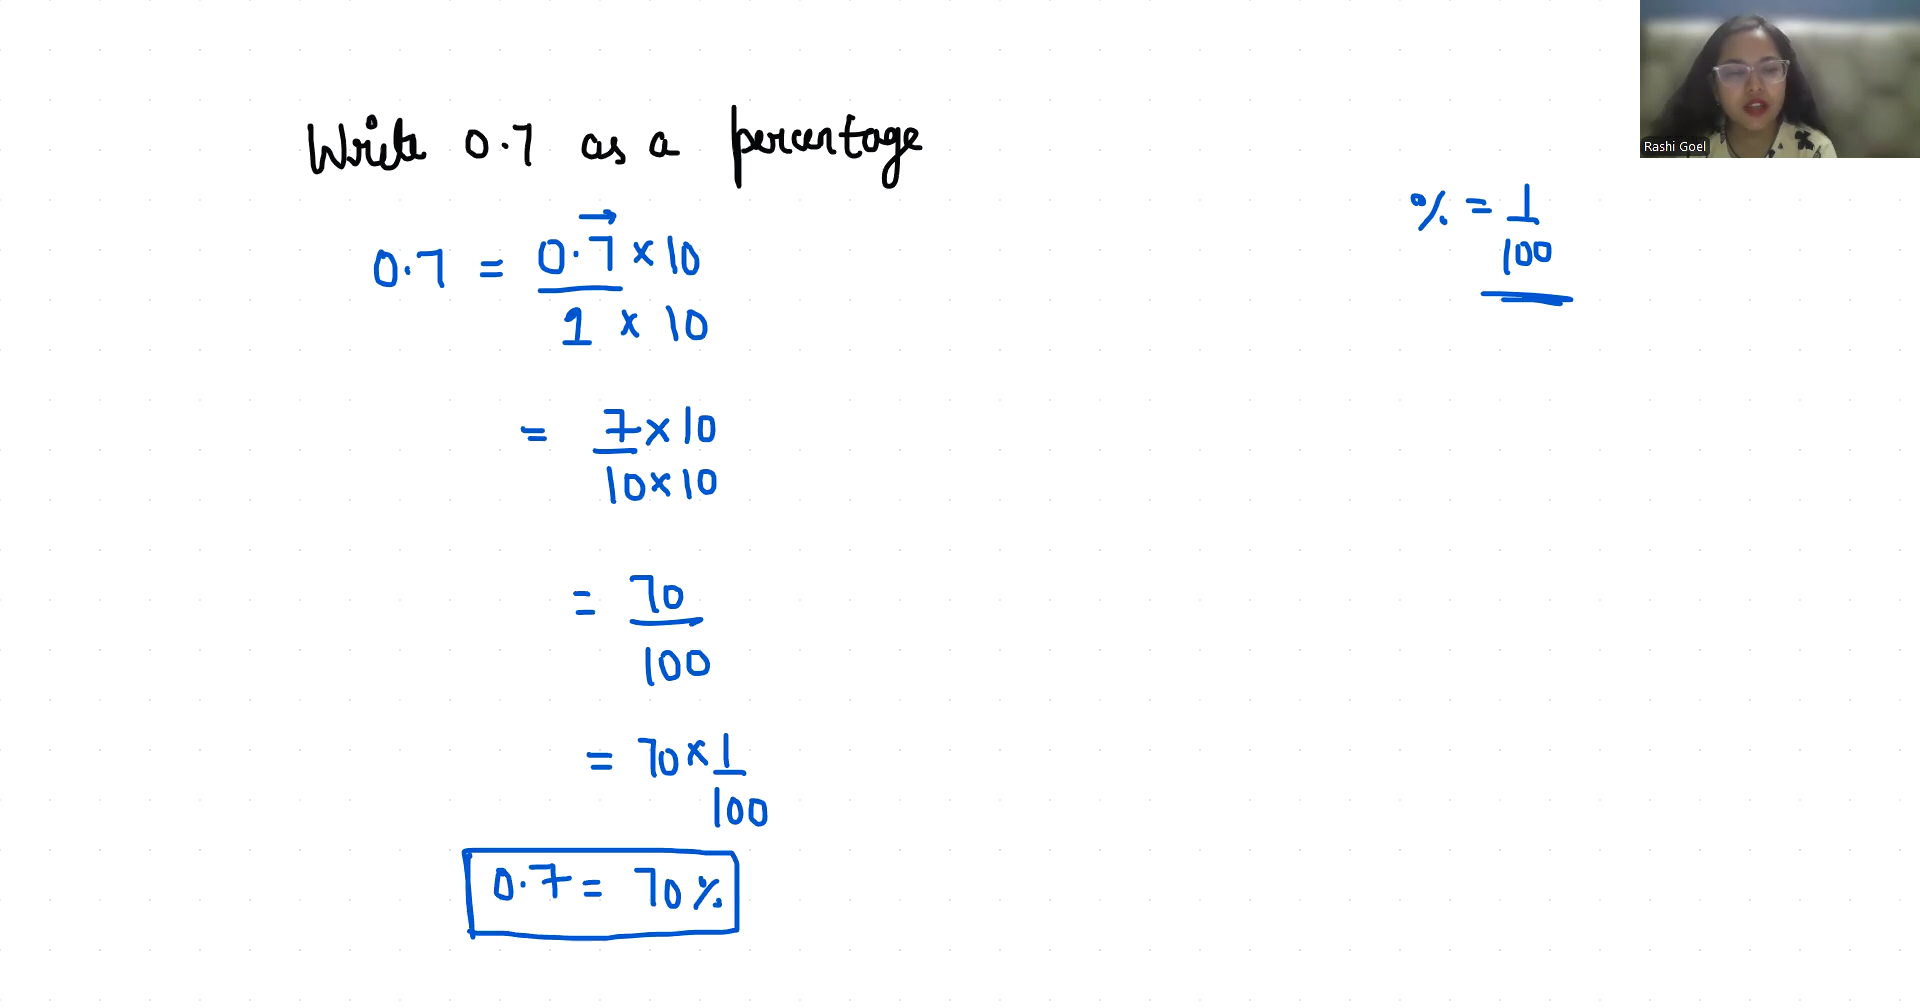 Write 0.7 as a percentage
Rashi Goel
% = 1/100
0.7 = 0.7 × 10 / 1 × 10
= 7 × 10 / 10 × 10
= 70/100
= 70 × 1/100
0.7 = 70%